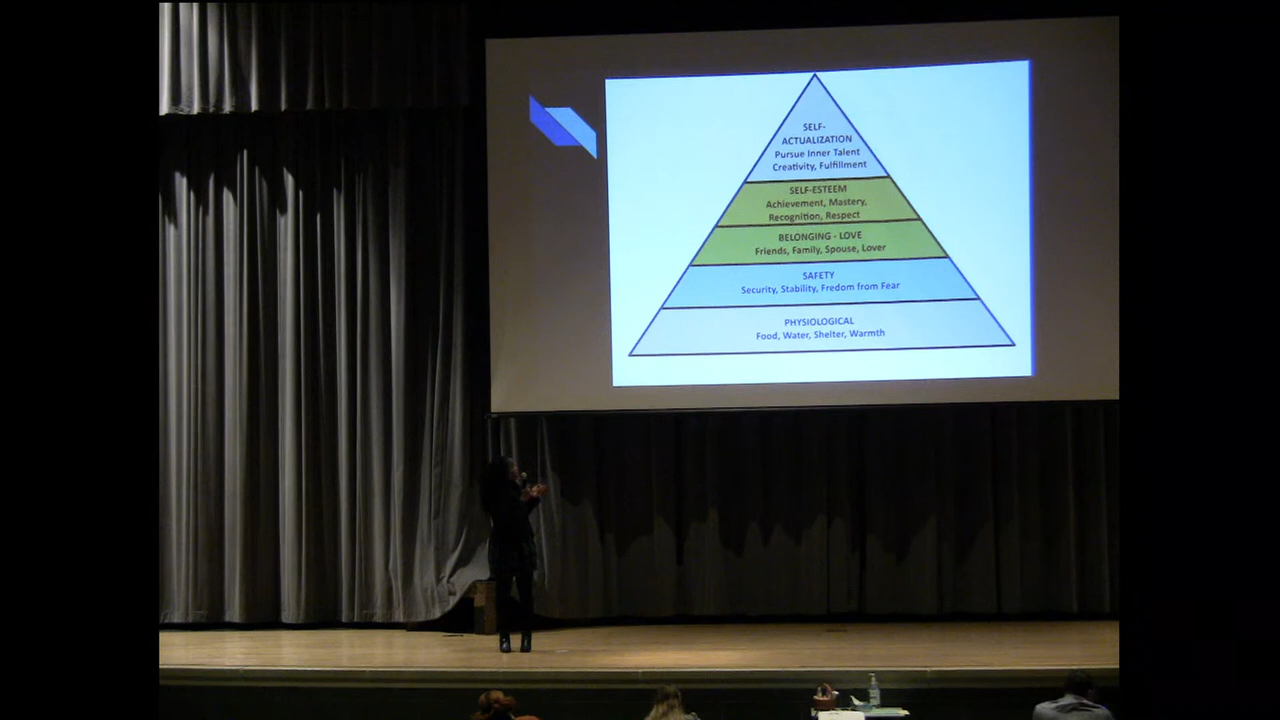 SELF-
ACTUALIZATION
Pursue Inner Talent
Creativity, Fulfillment
SELF-ESTEEM
Achievement, Mastery,
Recognition, Respect
BELONGING - LOVE
Friends, Family, Spouse, Lover
SAFETY
Security, Stability, Fredom from Fear
PHYSIOLOGICAL
Food, Water, Shelter, Warmth